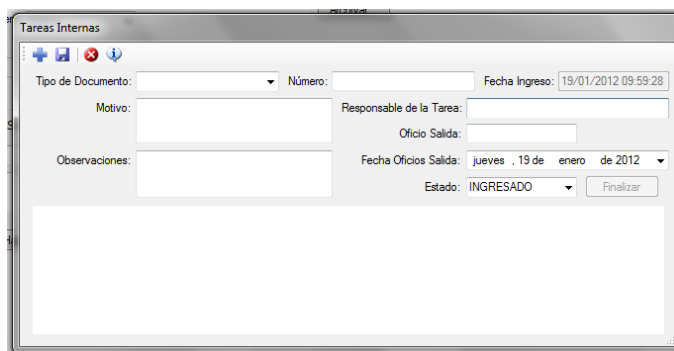 Archivar
Tareas Internas
Tipo de Documento: Número: Fecha Ingreso: 19/01/2012 09:59:28
Motivo: Responsable de la Tarea:
Oficio Salida:
Observaciones: Fecha Oficios Salida: jueves , 19 de enero de 2012
Estado: INGRESADO Finalizar